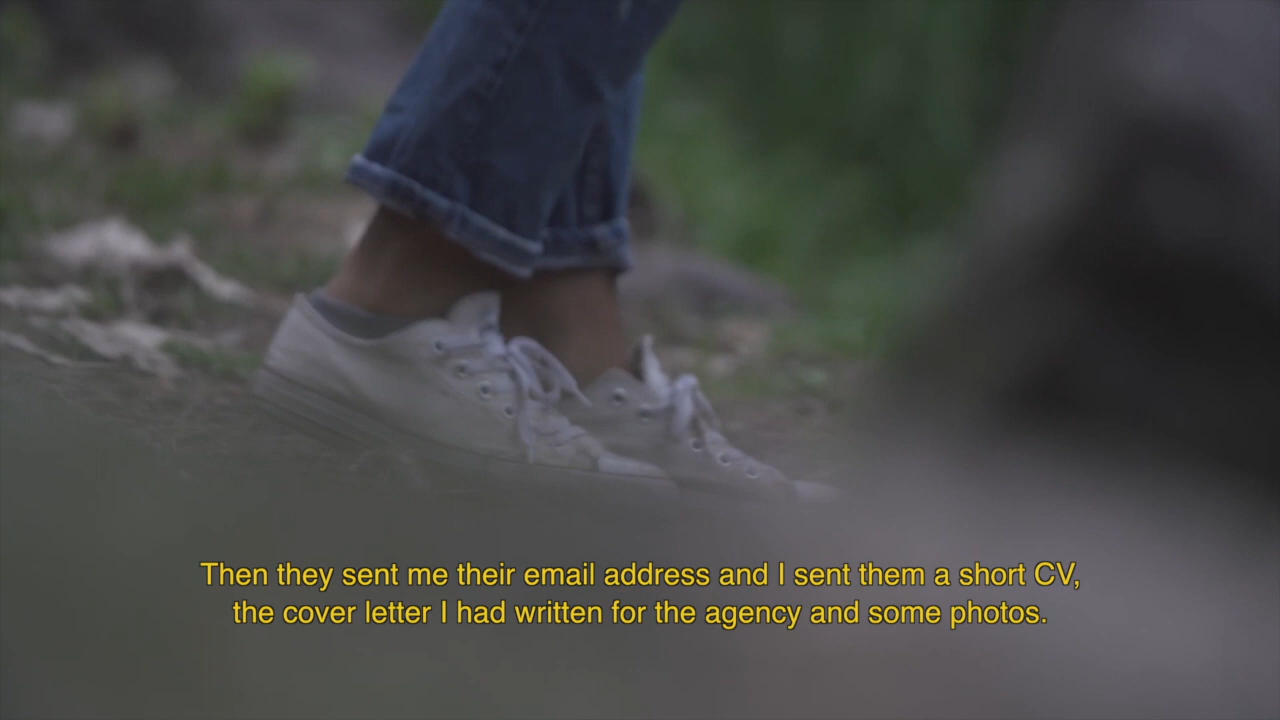 Then they sent me their email address and I sent them a short CV,
the cover letter I had written for the agency and some photos.